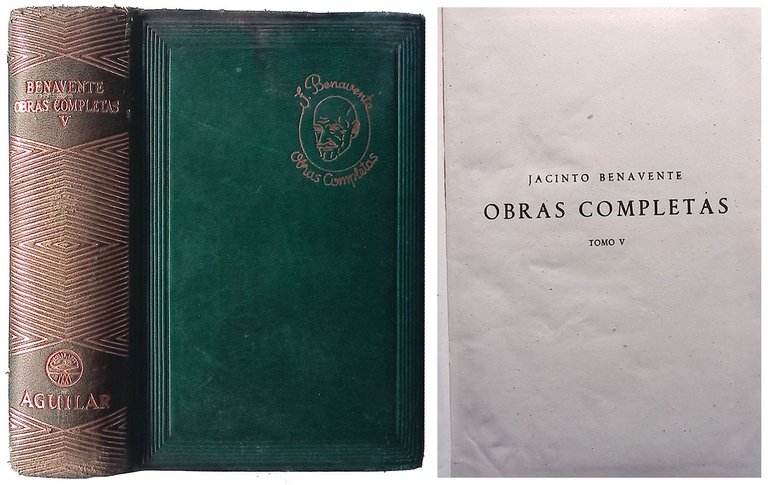 BENAVENTE
OBRAS COMPLETAS
V
AGUILAR
J. Benavente
Obras Completas
JACINTO BENAVENTE
OBRAS COMPLETAS
TOMO V